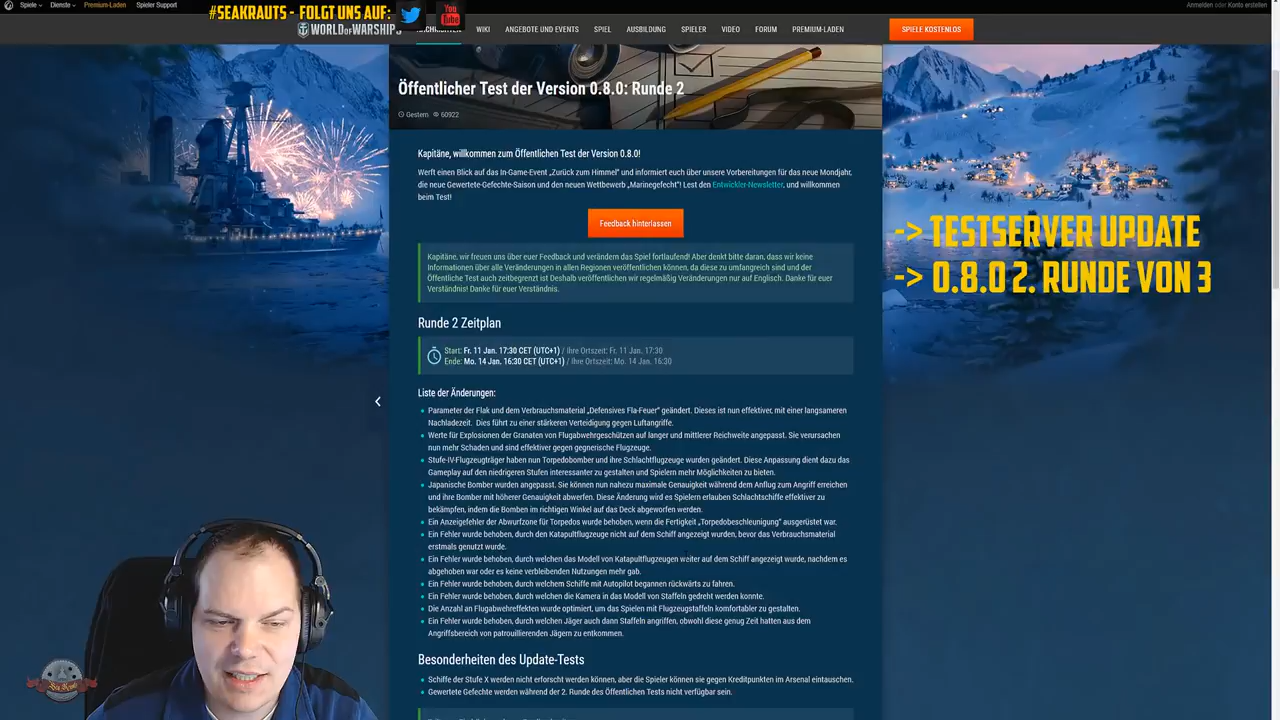 Spiele
Dienste
Premium-Laden
Spieler Support
Anmelden oder Konto erstellen
#SEAKRAUTS - FOLGT UNS AUF:
You Tube
WORLD OF WARSHIPS
NACHRICHTEN
WIKI
ANGEBOTE UND EVENTS
SPIEL
AUSBILDUNG
SPIELER
VIDEO
FORUM
PREMIUM-LADEN
SPIELE KOSTENLOS
Öffentlicher Test der Version 0.8.0: Runde 2
Gestern 60922
Kapitäne, willkommen zum Öffentlichen Test der Version 0.8.0!
Werft einen Blick auf das In-Game-Event „Zurück zum Himmel" und informiert euch über unsere Vorbereitungen für das neue Mondjahr,
die neue Gewertete-Gefechte-Saison und den neuen Wettbewerb „Marinegefecht"! Lest den Entwickler-Newsletter, und willkommen
beim Test!
Feedback hinterlassen
-> TESTSERVER UPDATE
-> 0.8.0 2. RUNDE VON 3
Kapitäne, wir freuen uns über euer Feedback und verändern das Spiel fortlaufend! Aber denkt bitte daran, dass wir keine
Informationen über alle Veränderungen in allen Regionen veröffentlichen können, da diese zu umfangreich sind und der
Öffentliche Test auch zeitbegrenzt ist Deshalb veröffentlichen wir regelmäßig Veränderungen nur auf Englisch. Danke für euer
Verständnis! Danke für euer Verständnis.
Runde 2 Zeitplan
Start: Fr. 11 Jan. 17:30 CET (UTC+1) / Ihre Ortszeit: Fr. 11 Jan. 17:30
Ende: Mo. 14 Jan. 16:30 CET (UTC+1) / Ihre Ortszeit: Mo. 14 Jan. 16:30
Liste der Änderungen:
Parameter der Flak und dem Verbrauchsmaterial „Defensives Fla-Feuer" geändert. Dieses ist nun effektiver, mit einer langsameren
Nachladezeit. Dies führt zu einer stärkeren Verteidigung gegen Luftangriffe.
Werte für Explosionen der Granaten von Flugabwehrgeschützen auf langer und mittlerer Reichweite angepasst. Sie verursachen
nun mehr Schaden und sind effektiver gegen gegnerische Flugzeuge.
Stufe-IV-Flugzeugträger haben nun Torpedobomber und ihre Schlachtflugzeuge wurden geändert. Diese Anpassung dient dazu das
Gameplay auf den niedrigeren Stufen interessanter zu gestalten und Spielern mehr Möglichkeiten zu bieten.
Japanische Bomber wurden angepasst. Sie können nun nahezu maximale Genauigkeit während dem Anflug zum Angriff erreichen
und ihre Bomber mit höherer Genauigkeit abwerfen. Diese Änderung wird es Spielern erlauben Schlachtschiffe effektiver zu
bekämpfen, indem die Bomben im richtigen Winkel auf das Deck abgeworfen werden.
Ein Anzeigefehler der Abwurfzone für Torpedos wurde behoben, wenn die Fertigkeit „Torpedobeschleunigung" ausgerüstet war.
Ein Fehler wurde behoben, durch den Katapultflugzeuge nicht auf dem Schiff angezeigt wurden, bevor das Verbrauchsmaterial
erstmals genutzt wurde.
Ein Fehler wurde behoben, durch welchen das Modell von Katapultflugzeugen weiter auf dem Schiff angezeigt wurde, nachdem es
abgehoben war oder es keine verbleibenden Nutzungen mehr gab.
Ein Fehler wurde behoben, durch welchem Schiffe mit Autopilot begannen rückwärts zu fahren.
Ein Fehler wurde behoben, durch welchen die Kamera in das Modell von Staffeln gedreht werden konnte.
Die Anzahl an Flugabwehreffekten wurde optimiert, um das Spielen mit Flugzeugstaffeln komfortabler zu gestalten.
Ein Fehler wurde behoben, durch welchen Jäger auch dann Staffeln angriffen, obwohl diese genug Zeit hatten aus dem
Angriffsbereich von patrouillierenden Jägern zu entkommen.
Besonderheiten des Update-Tests
Schiffe der Stufe X werden nicht erforscht werden können, aber die Spieler können sie gegen Kreditpunkten im Arsenal eintauschen.
Gewertete Gefechte werden während der 2. Runde des Öffentlichen Tests nicht verfügbar sein.